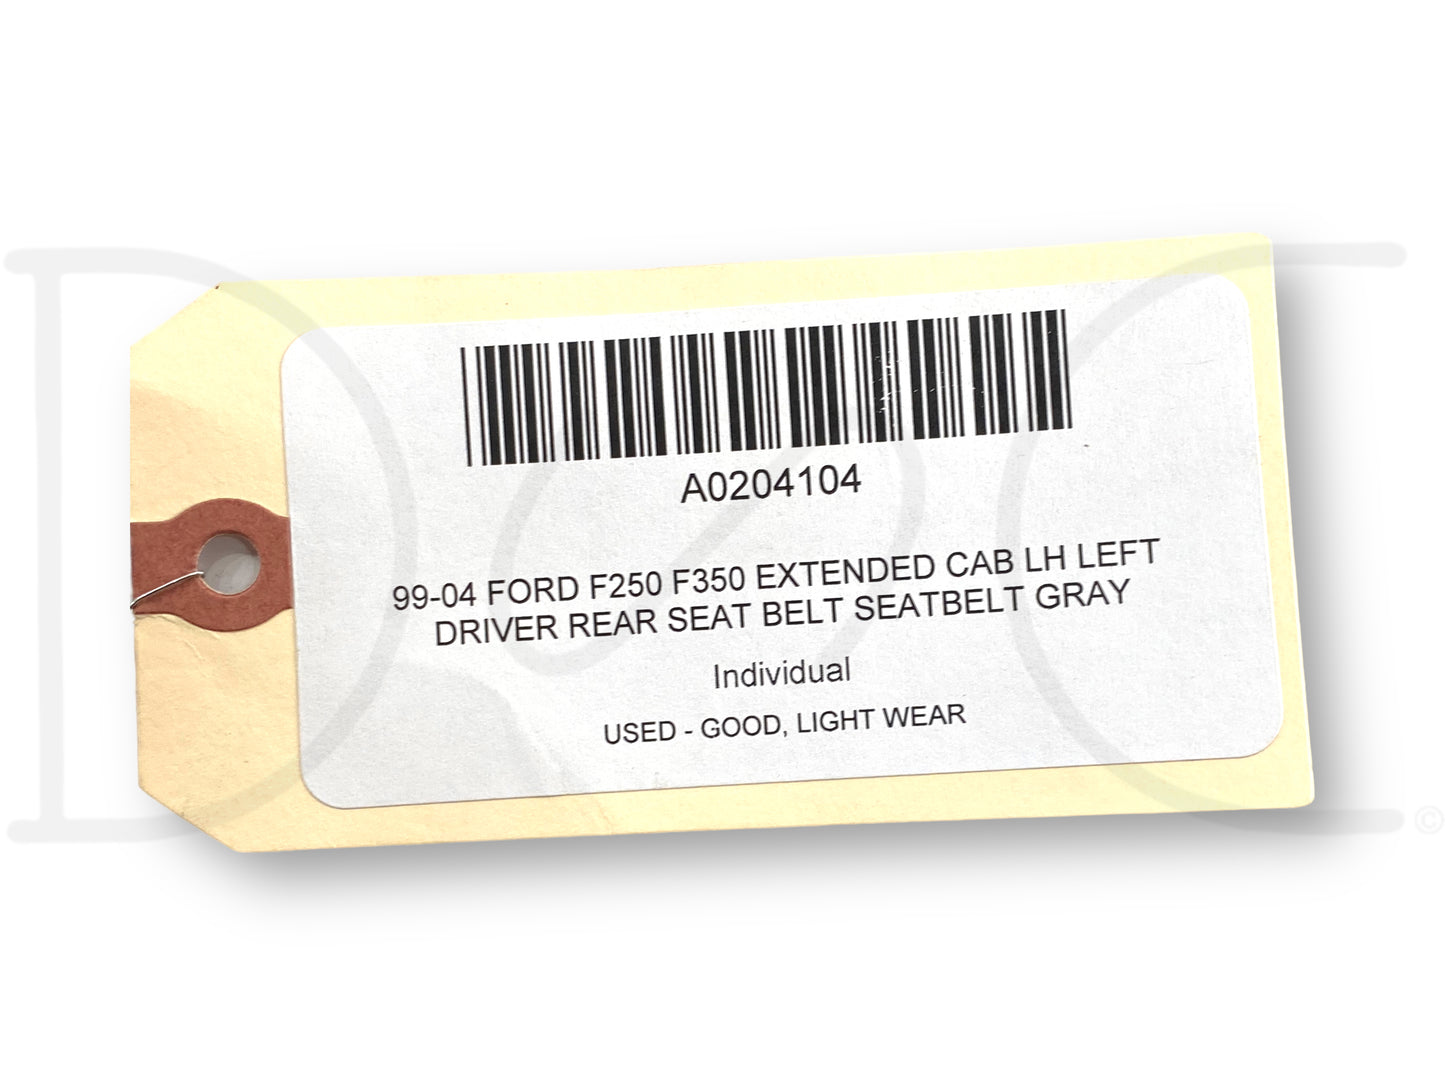 A0204104
99-04 FORD F250 F350 EXTENDED CAB LH LEFT
DRIVER REAR SEAT BELT SEATBELT GRAY
Individual
USED - GOOD, LIGHT WEAR
©